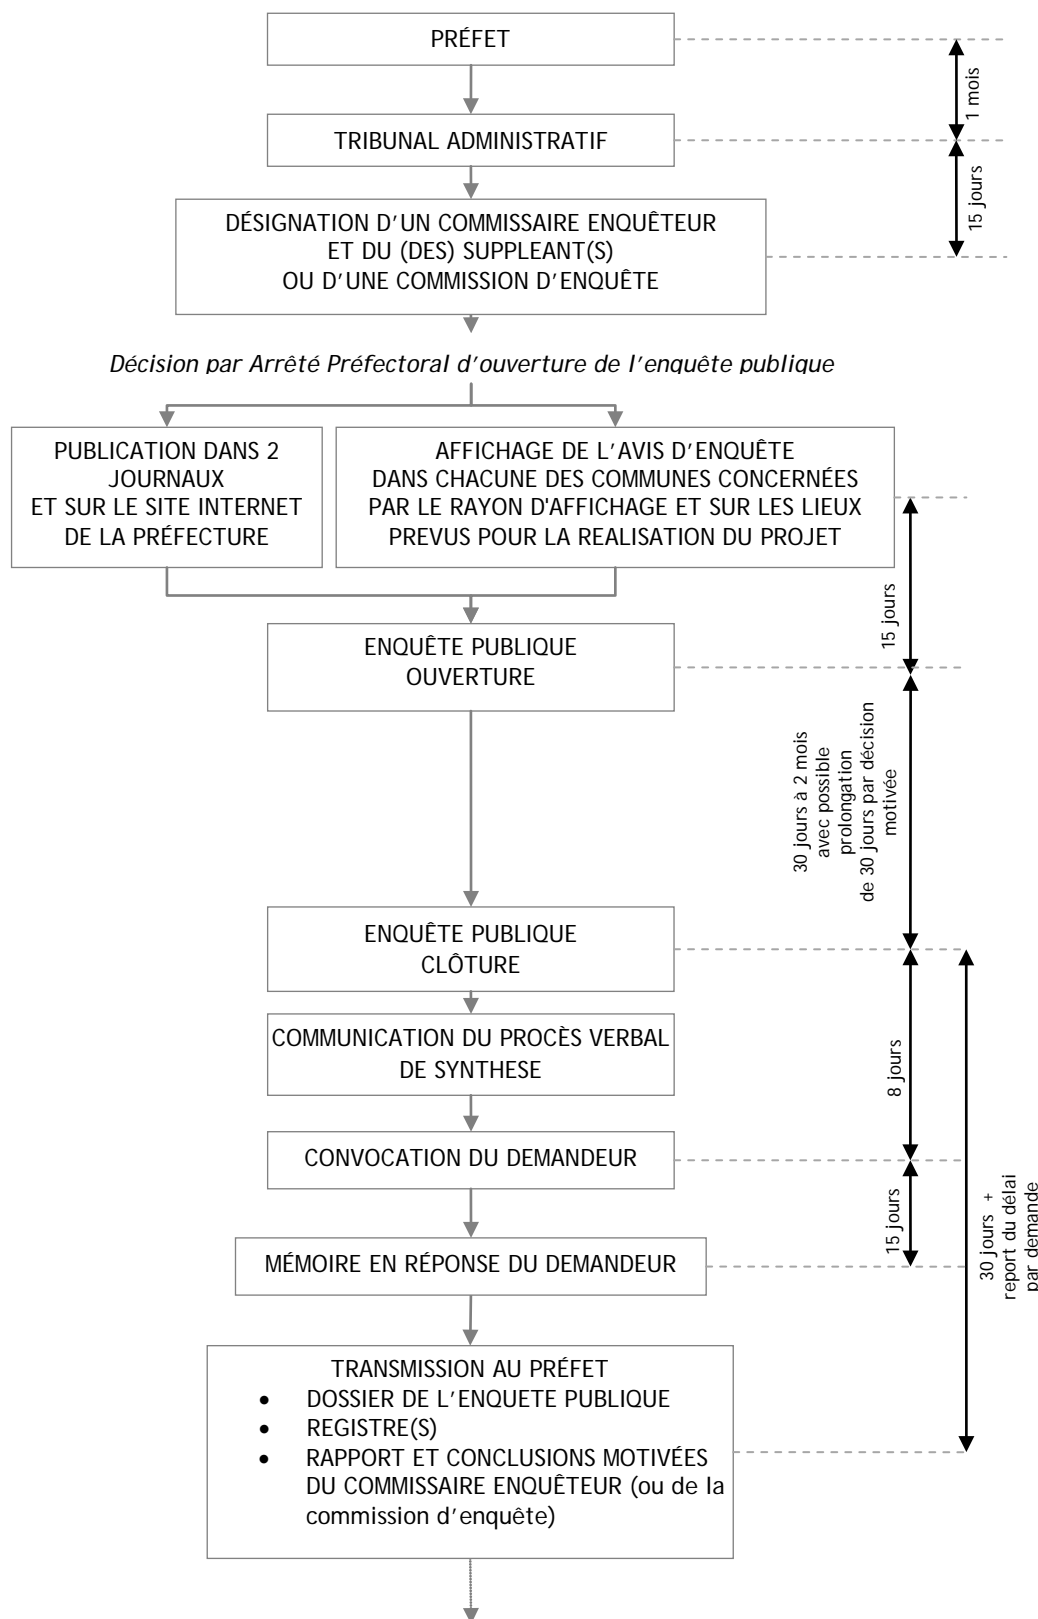 PRÉFET
1 mois
TRIBUNAL ADMINISTRATIF
15 jours
DÉSIGNATION D'UN COMMISSAIRE ENQUÊTEUR
ET DU (DES) SUPPLEANT(S)
OU D'UNE COMMISSION D'ENQUÊTE
Décision par Arrêté Préfectoral d'ouverture de l'enquête publique
PUBLICATION DANS 2
JOURNAUX
ET SUR LE SITE INTERNET
DE LA PRÉFECTURE
AFFICHAGE DE L'AVIS D'ENQUÊTE
DANS CHACUNE DES COMMUNES CONCERNÉES
PAR LE RAYON D'AFFICHAGE ET SUR LES LIEUX
PREVUS POUR LA REALISATION DU PROJET
15 jours
ENQUÊTE PUBLIQUE
OUVERTURE
30 jours à 2 mois
avec possible
prolongation
de 30 jours par décision
motivée
ENQUÊTE PUBLIQUE
CLÔTURE
COMMUNICATION DU PROCÈS VERBAL
DE SYNTHESE
8 jours
CONVOCATION DU DEMANDEUR
15 jours
MÉMOIRE EN RÉPONSE DU DEMANDEUR
30 jours +
report du délai
par demande
TRANSMISSION AU PRÉFET
• DOSSIER DE L'ENQUETE PUBLIQUE
• REGISTRE(S)
• RAPPORT ET CONCLUSIONS MOTIVÉES
DU COMMISSAIRE ENQUÊTEUR (ou de la
commission d'enquête)